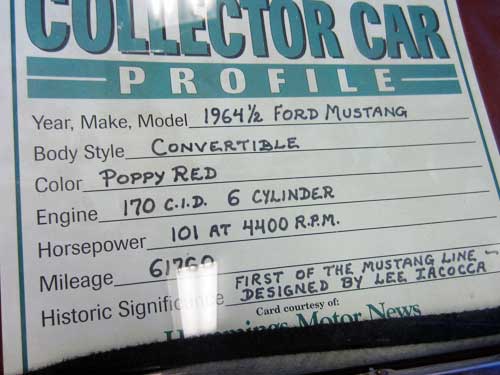 COLLECTOR CAR
PROFILE
Year, Make, Model 1964½ FORD MUSTANG
Body Style CONVERTIBLE
Color POPPY RED
Engine 170 C.I.D. 6 CYLINDER
Horsepower 101 AT 4400 R.P.M.
Mileage 61760
Historic Significance FIRST OF THE MUSTANG LINE -
DESIGNED BY LEE IACOCCA
Card courtesy of:
Hemmings Motor News